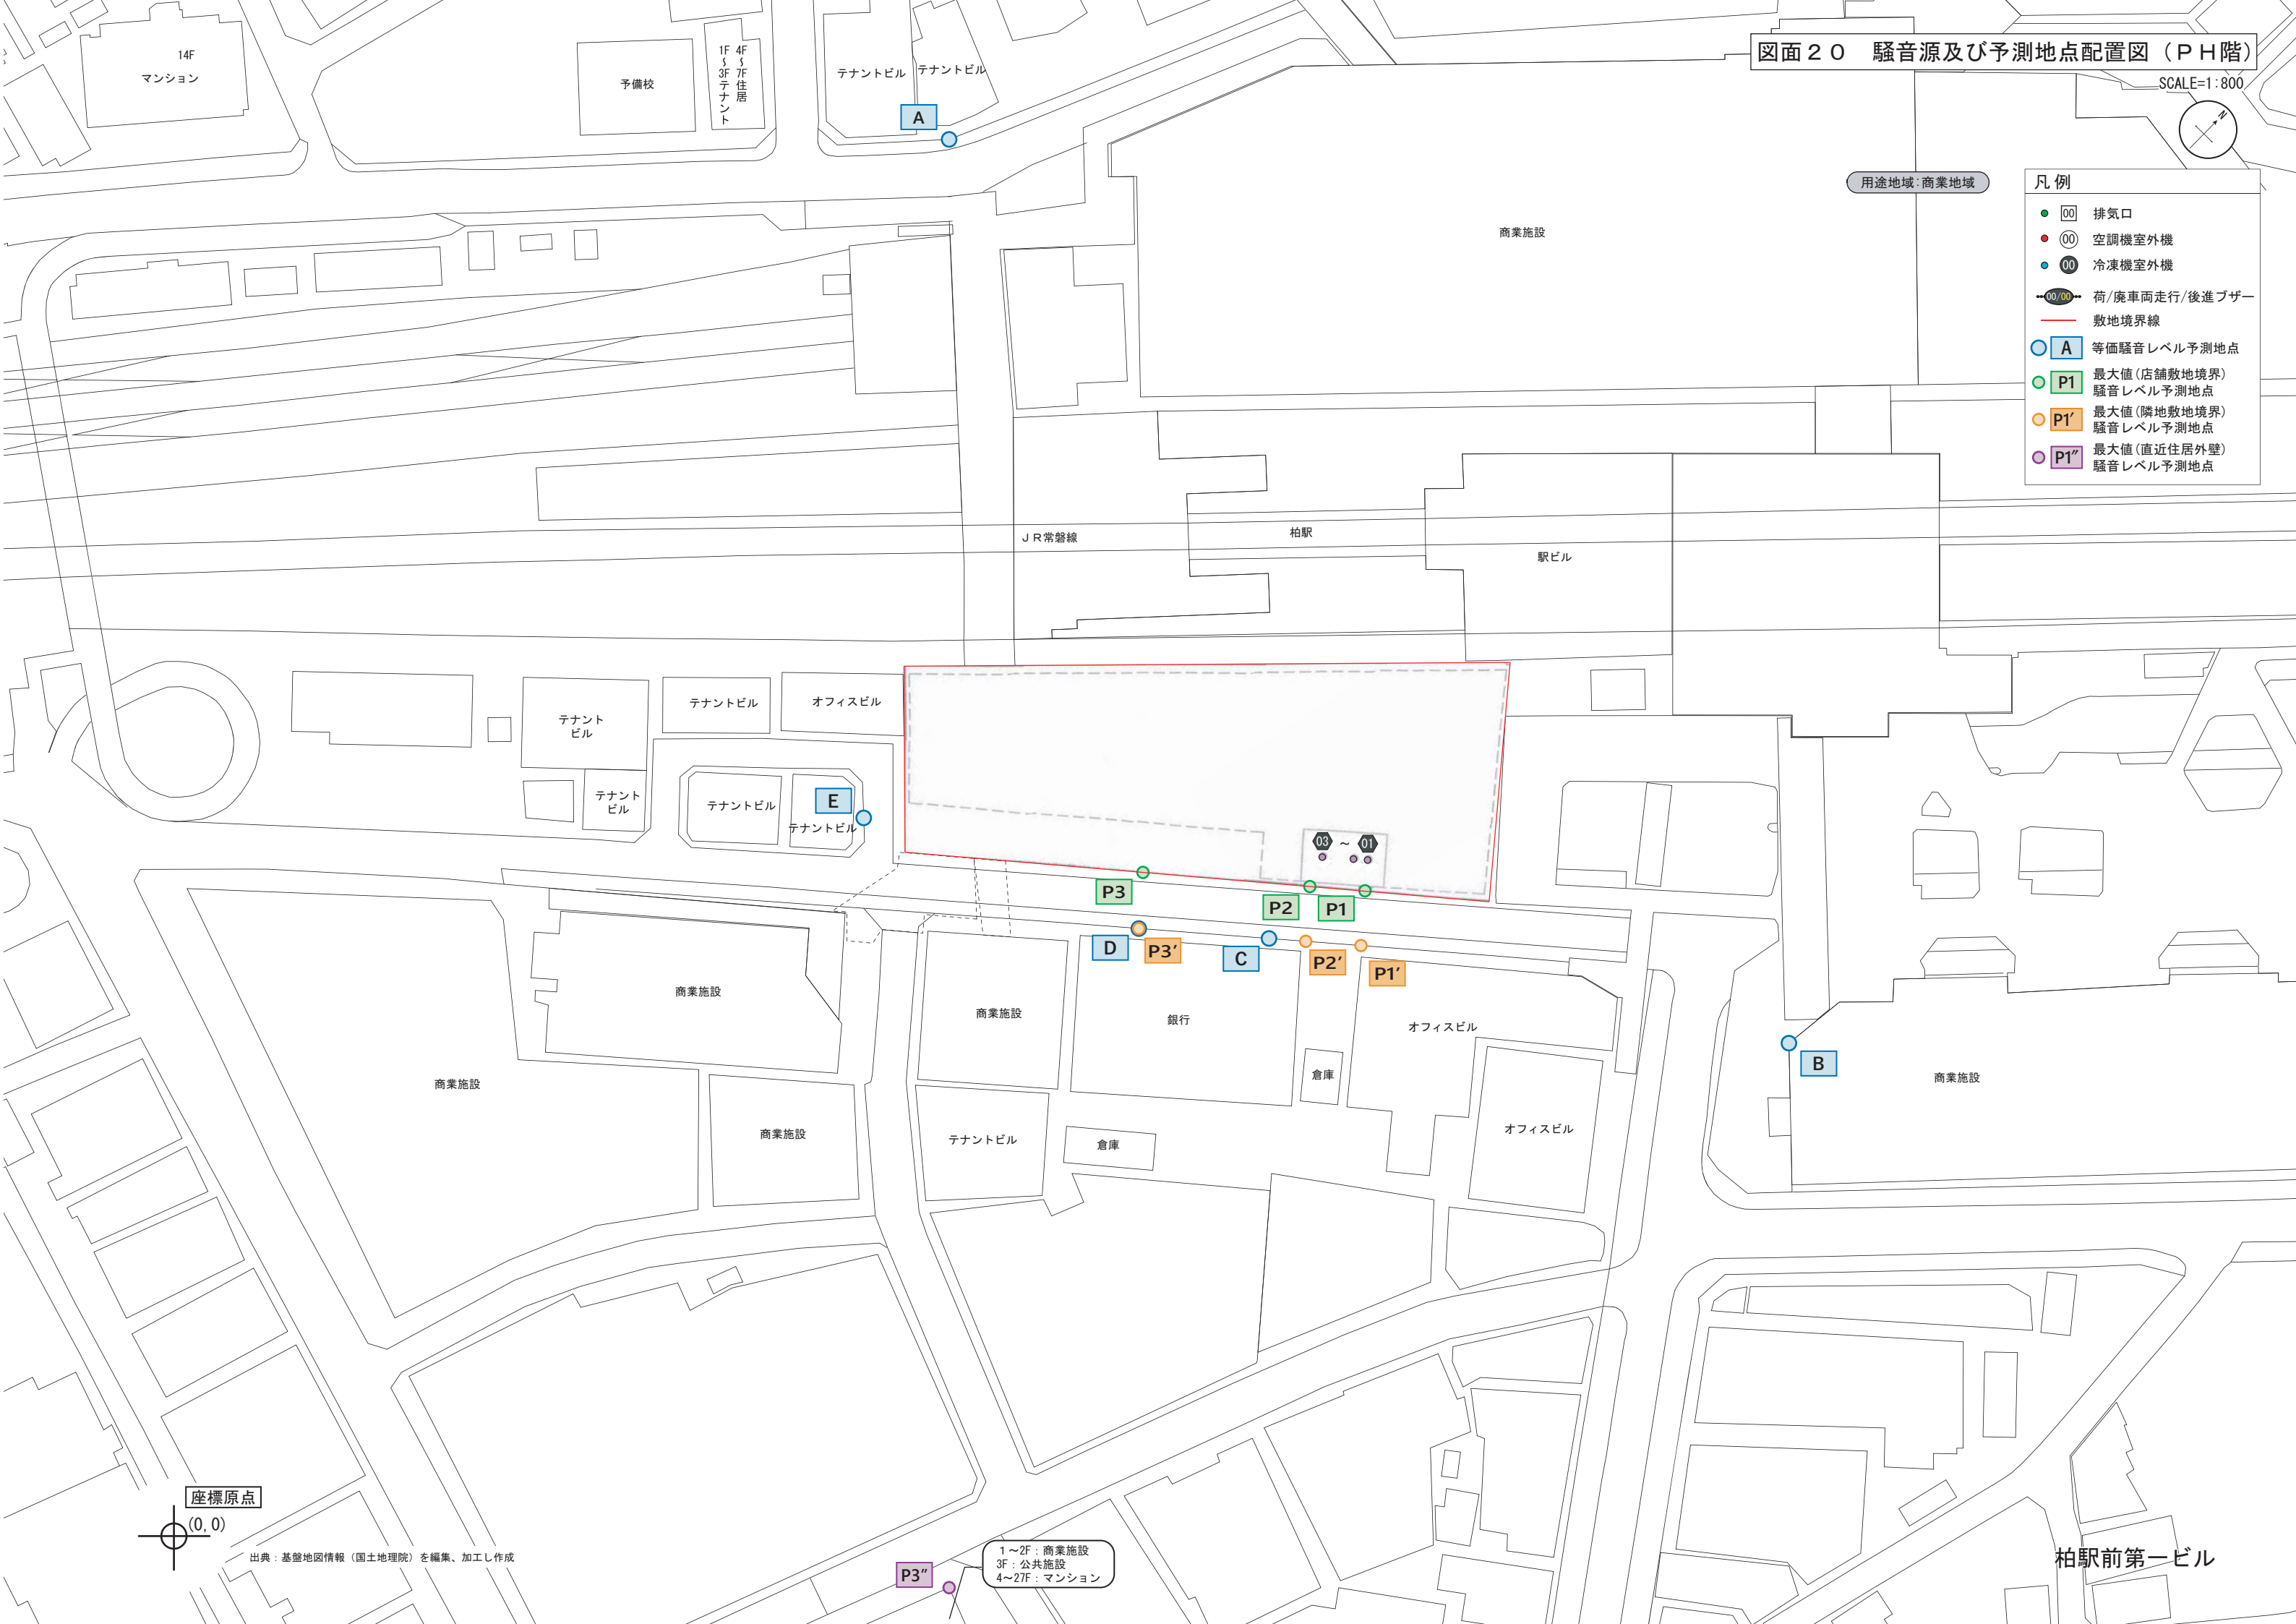 図面２０　騒音源及び予測地点配置図（ＰＨ階）
SCALE=1:800
N
用途地域:商業地域
凡例
00 排気口
00 空調機室外機
00 冷凍機室外機
00/00 荷/廃車両走行/後進ブザー
敷地境界線
A 等価騒音レベル予測地点
P1 最大値(店舗敷地境界)
騒音レベル予測地点
P1′ 最大値(隣地敷地境界)
騒音レベル予測地点
P1″ 最大値(直近住居外壁)
騒音レベル予測地点
14F
マンション
予備校
1F～3Fテナント
4F～7F住居
テナントビル
テナントビル
A
商業施設
ＪＲ常磐線
柏駅
駅ビル
テナント
ビル
テナントビル
オフィスビル
テナント
ビル
テナントビル
E
テナントビル
03 ～ 01
P3
P2
P1
D
P3′
C
P2′
P1′
商業施設
商業施設
銀行
オフィスビル
倉庫
B
商業施設
商業施設
商業施設
テナントビル
倉庫
オフィスビル
座標原点
(0,0)
出典：基盤地図情報（国土地理院）を編集、加工し作成
P3″
１～2F：商業施設
3F：公共施設
4～27F：マンション
柏駅前第一ビル